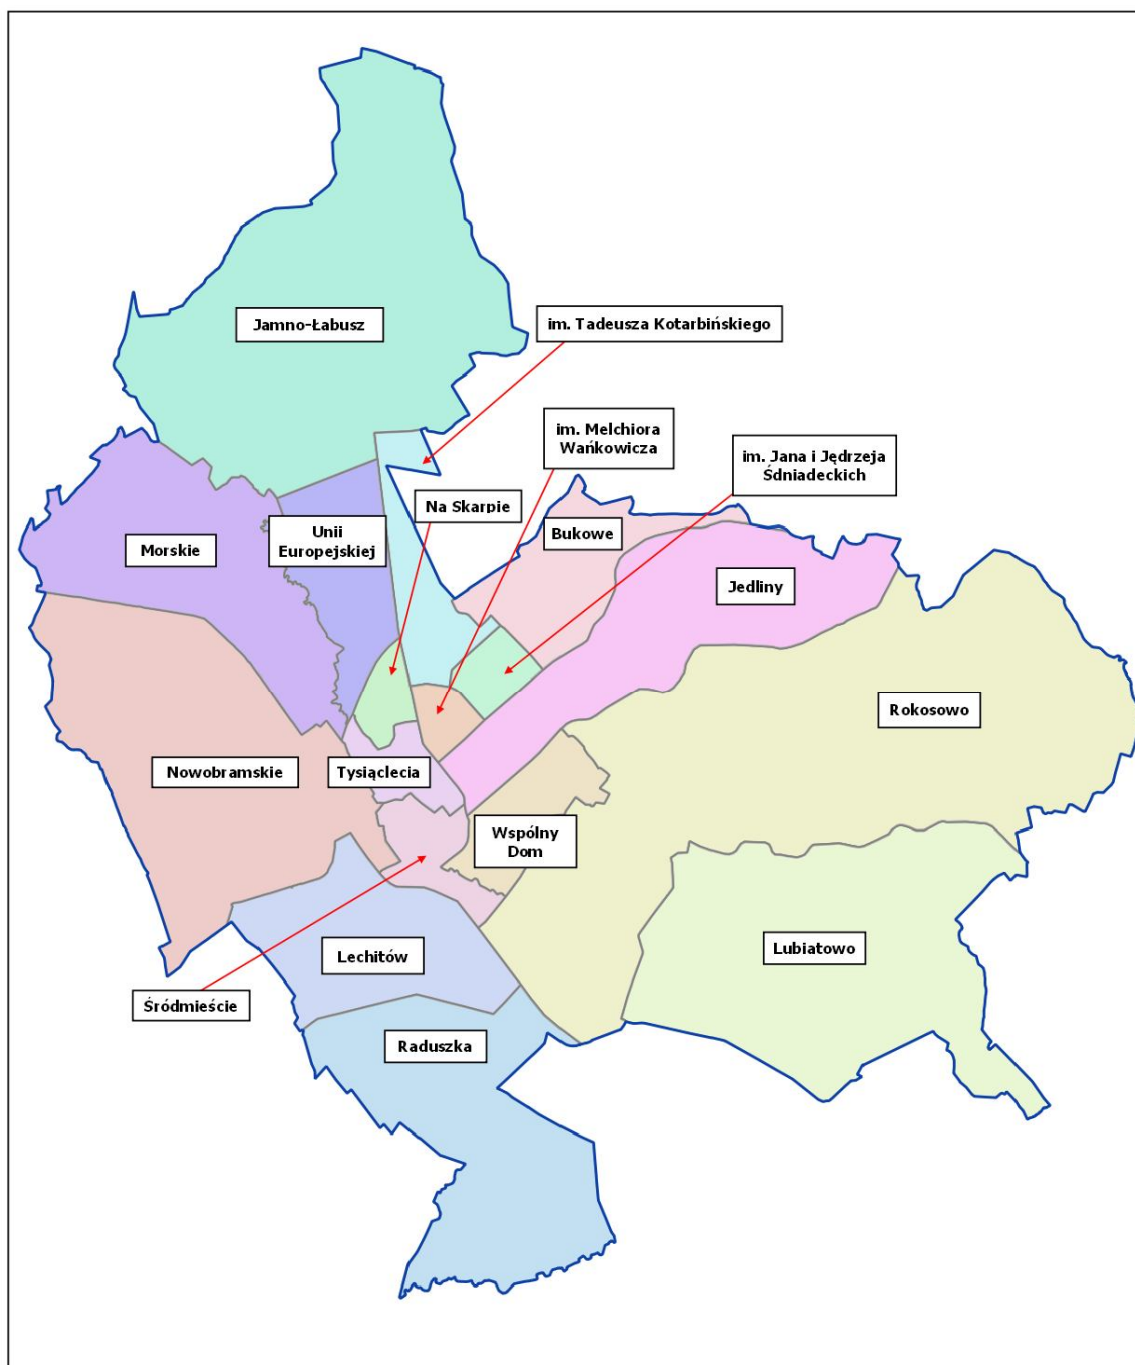 Jamno-Łabusz
im. Tadeusza Kotarbińskiego
im. Melchiora
Wańkowicza
im. Jana i Jędrzeja
Śdniadeckich
Na Skarpie
Unii
Europejskiej
Bukowe
Morskie
Jedliny
Rokosowo
Nowobramskie
Tysiąclecia
Wspólny
Dom
Lechitów
Lubiatowo
Śródmieście
Raduszka